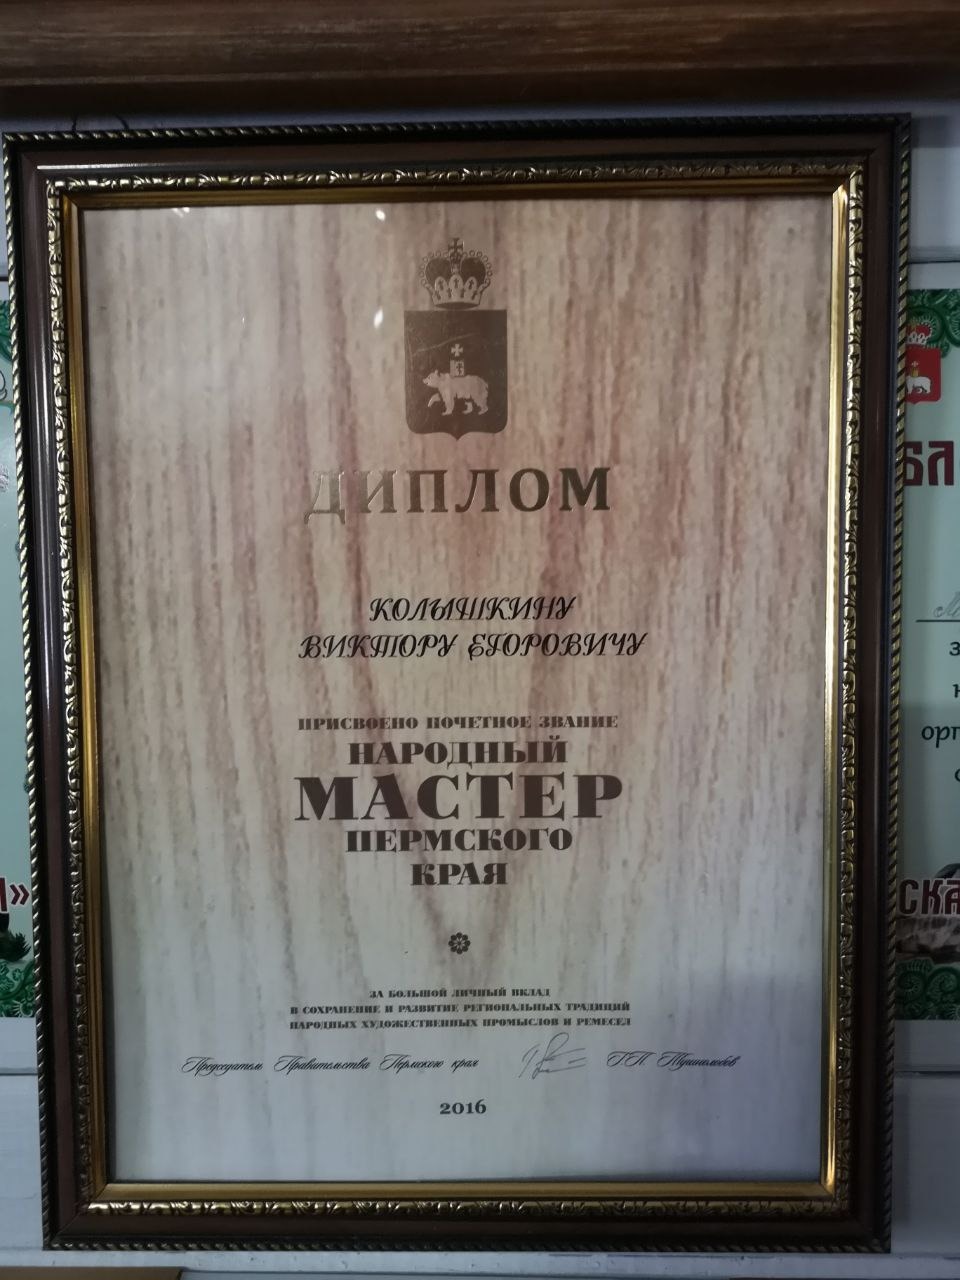 ДИПЛОМ
КОЛЫШКИНУ
ВИКТОРУ ЕГОРОВИЧУ
ПРИСВОЕНО ПОЧЕТНОЕ ЗВАНИЕ
НАРОДНЫЙ
МАСТЕР
ПЕРМСКОГО
КРАЯ
ЗА БОЛЬШОЙ ЛИЧНЫЙ ВКЛАД
В СОХРАНЕНИЕ И РАЗВИТИЕ РЕГИОНАЛЬНЫХ ТРАДИЦИЙ
НАРОДНЫХ ХУДОЖЕСТВЕННЫХ ПРОМЫСЛОВ И РЕМЕСЕЛ
Председатель Правительства Пермского края Г.П. Тушнолобов
2016